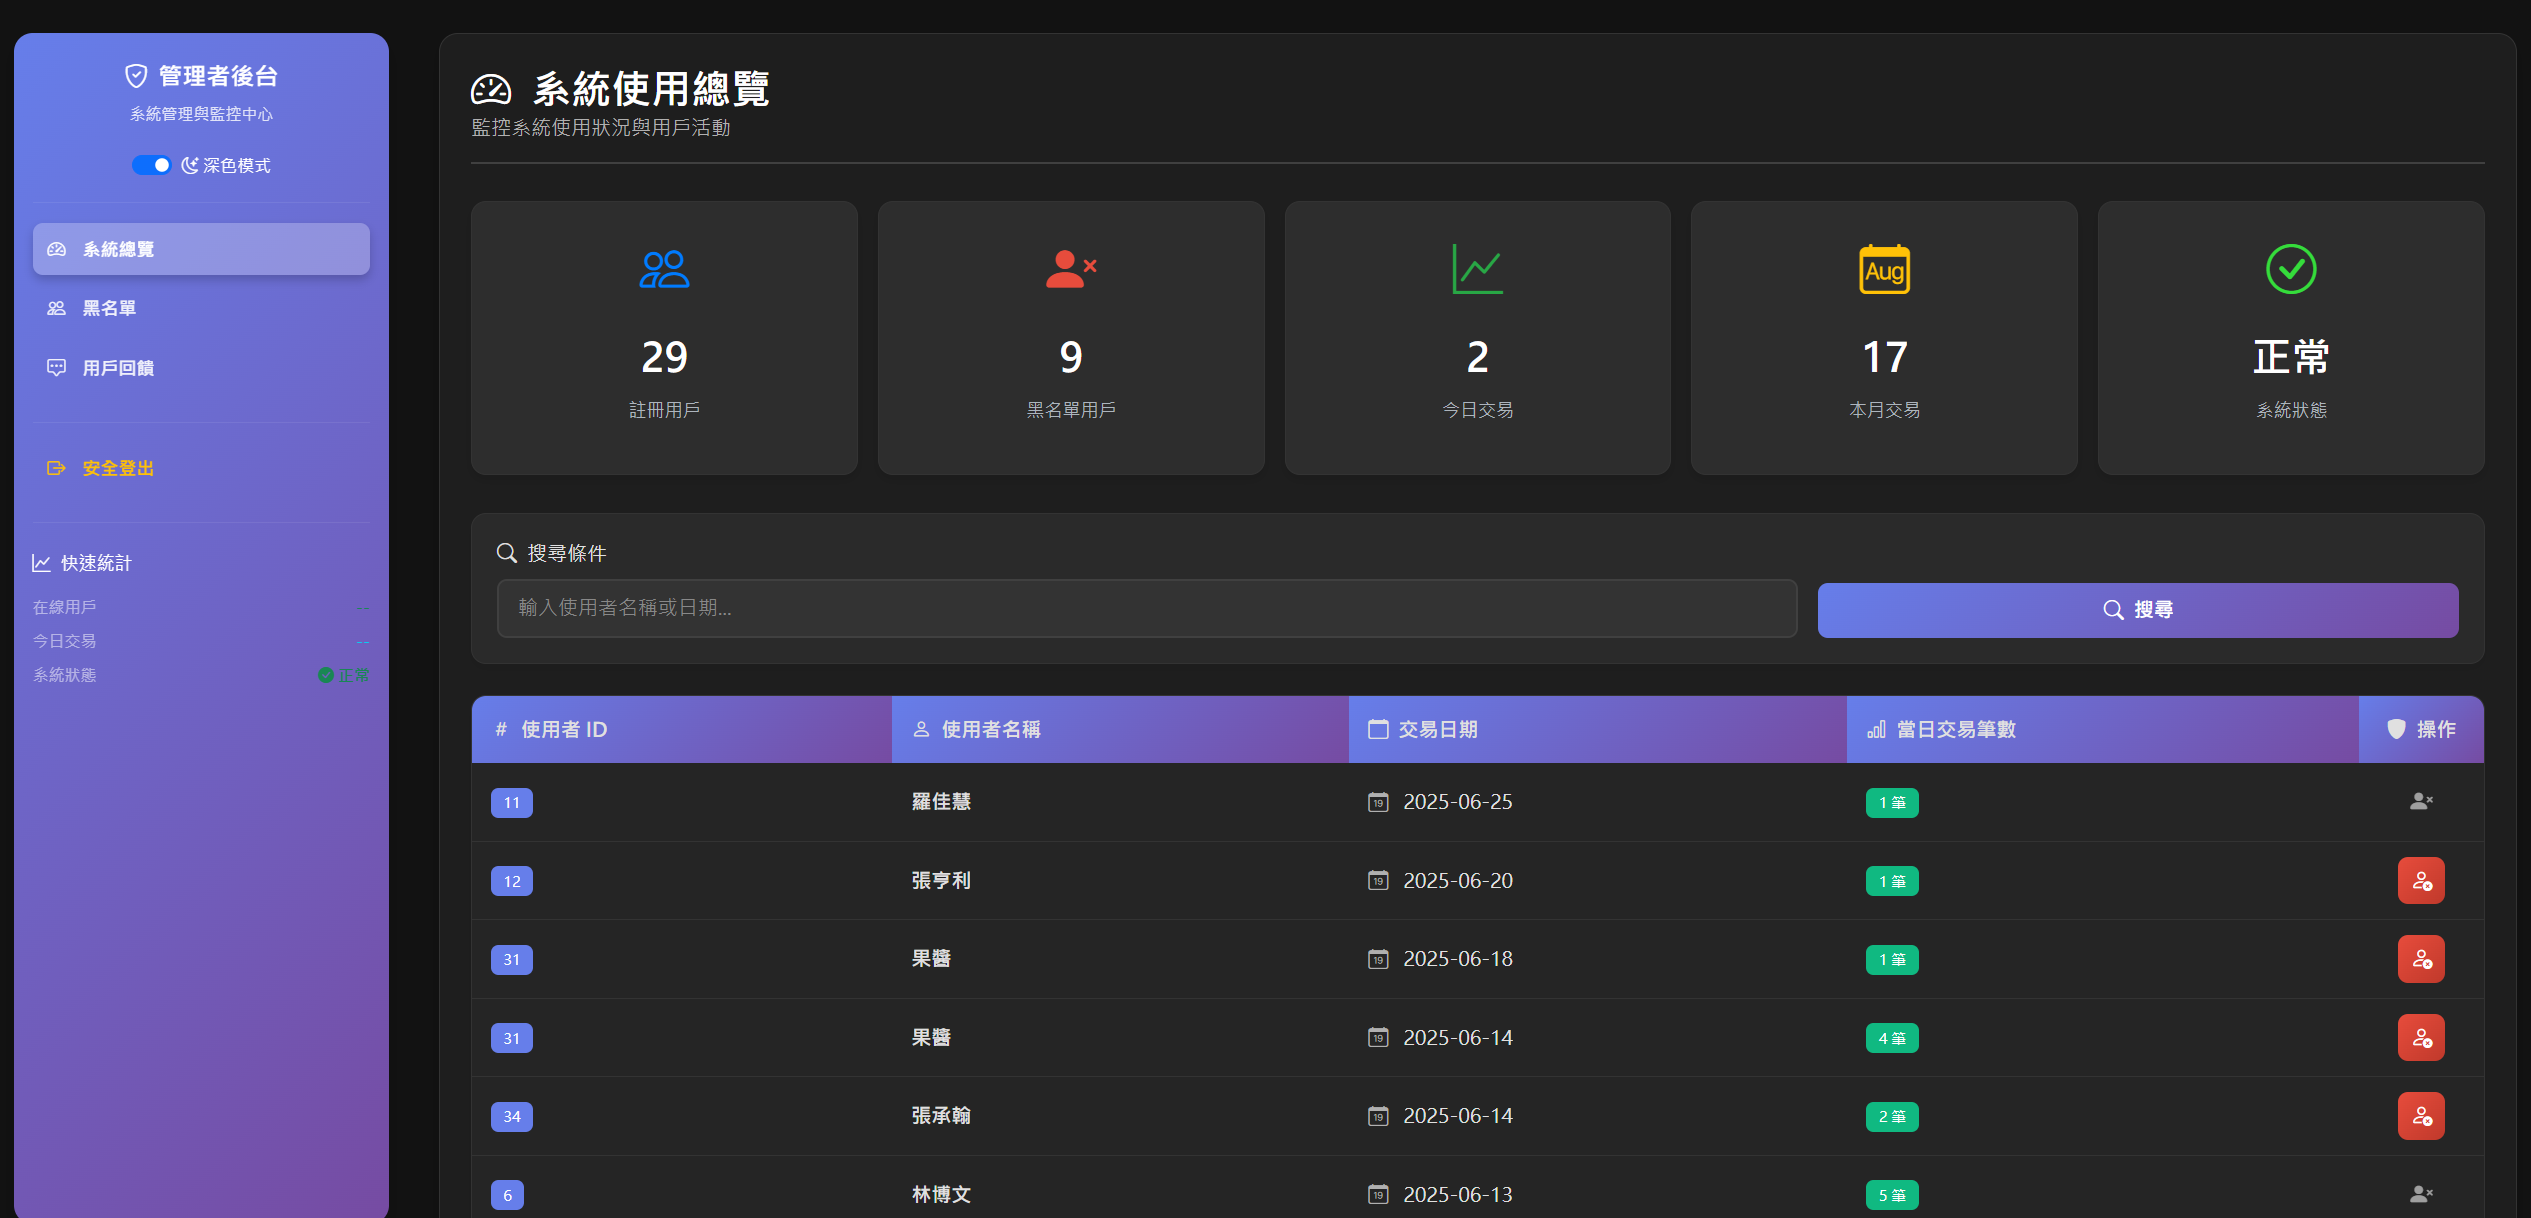 管理者後台
系統管理與監控中心
深色模式
系統總覽
黑名單
用戶回饋
安全登出
快速統計
在線用戶 --
今日交易 --
系統狀態 正常
系統使用總覽
監控系統使用狀況與用戶活動
29
註冊用戶
9
黑名單用戶
2
今日交易
Aug
17
本月交易
正常
系統狀態
搜尋條件
輸入使用者名稱或日期...
搜尋
# 使用者 ID 使用者名稱 交易日期 當日交易筆數 操作
11 羅佳慧 19 2025-06-25 1 筆
12 張亨利 19 2025-06-20 1 筆
31 果醬 19 2025-06-18 1 筆
31 果醬 19 2025-06-14 4 筆
34 張承翰 19 2025-06-14 2 筆
6 林博文 19 2025-06-13 5 筆